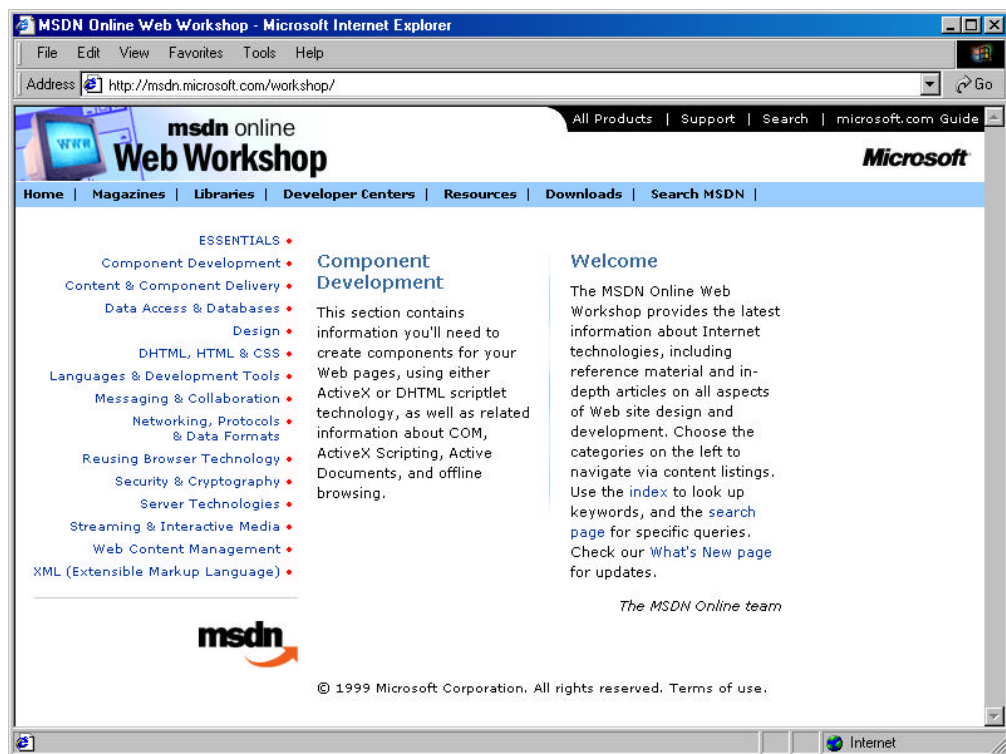 MSDN Online Web Workshop - Microsoft Internet Explorer
File Edit View Favorites Tools Help
Address http://msdn.microsoft.com/workshop/ Go
www
msdn online
Web Workshop
All Products | Support | Search | microsoft.com Guide
Microsoft
Home | Magazines | Libraries | Developer Centers | Resources | Downloads | Search MSDN |
ESSENTIALS
Component Development
Content & Component Delivery
Data Access & Databases
Design
DHTML, HTML & CSS
Languages & Development Tools
Messaging & Collaboration
Networking, Protocols
& Data Formats
Reusing Browser Technology
Security & Cryptography
Server Technologies
Streaming & Interactive Media
Web Content Management
XML (Extensible Markup Language)
msdn
Component
Development
This section contains
information you'll need to
create components for your
Web pages, using either
ActiveX or DHTML scriptlet
technology, as well as related
information about COM,
ActiveX Scripting, Active
Documents, and offline
browsing.
Welcome
The MSDN Online Web
Workshop provides the latest
information about Internet
technologies, including
reference material and in-
depth articles on all aspects
of Web site design and
development. Choose the
categories on the left to
navigate via content listings.
Use the index to look up
keywords, and the search
page for specific queries.
Check our What's New page
for updates.
The MSDN Online team
© 1999 Microsoft Corporation. All rights reserved. Terms of use.
Internet